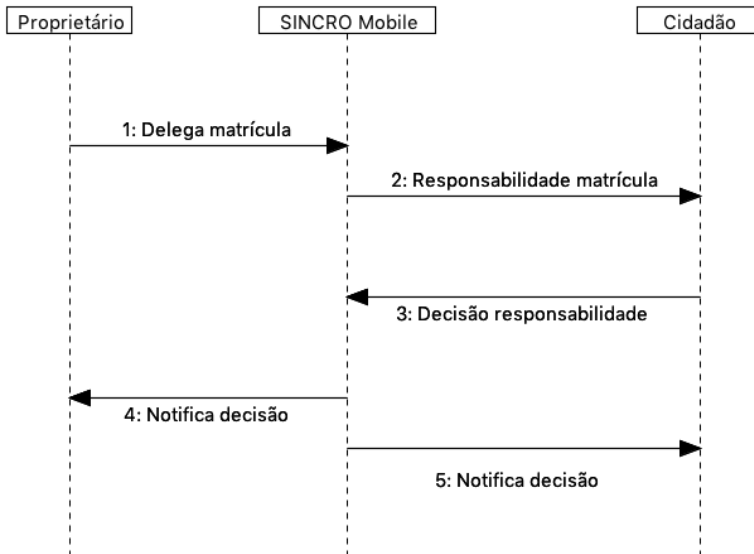 Proprietário
SINCRO Mobile
Cidadão
1: Delega matrícula
2: Responsabilidade matrícula
3: Decisão responsabilidade
4: Notifica decisão
5: Notifica decisão